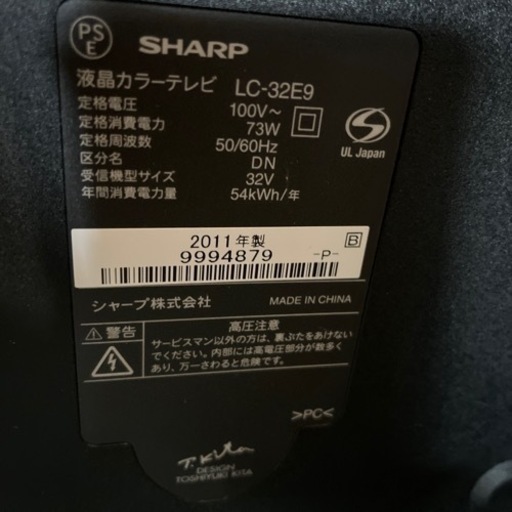 PSE
SHARP
液晶カラーテレビ LC-32E9
定格電圧 100V～
定格消費電力 73W
定格周波数 50/60Hz
区分名 DN
受信機型サイズ 32V
年間消費電力量 54kWh/年
UL Japan
2011年製 B
9994879 -P-
シャープ株式会社 MADE IN CHINA
⚠警告 高圧注意
サービスマン以外の方は、裏ぶたをあけない
でください。内部には高電圧部分が数多く
あり、万一さわると危険です。
>PC<
T. Kita
DESIGN
TOSHIYUKI KITA